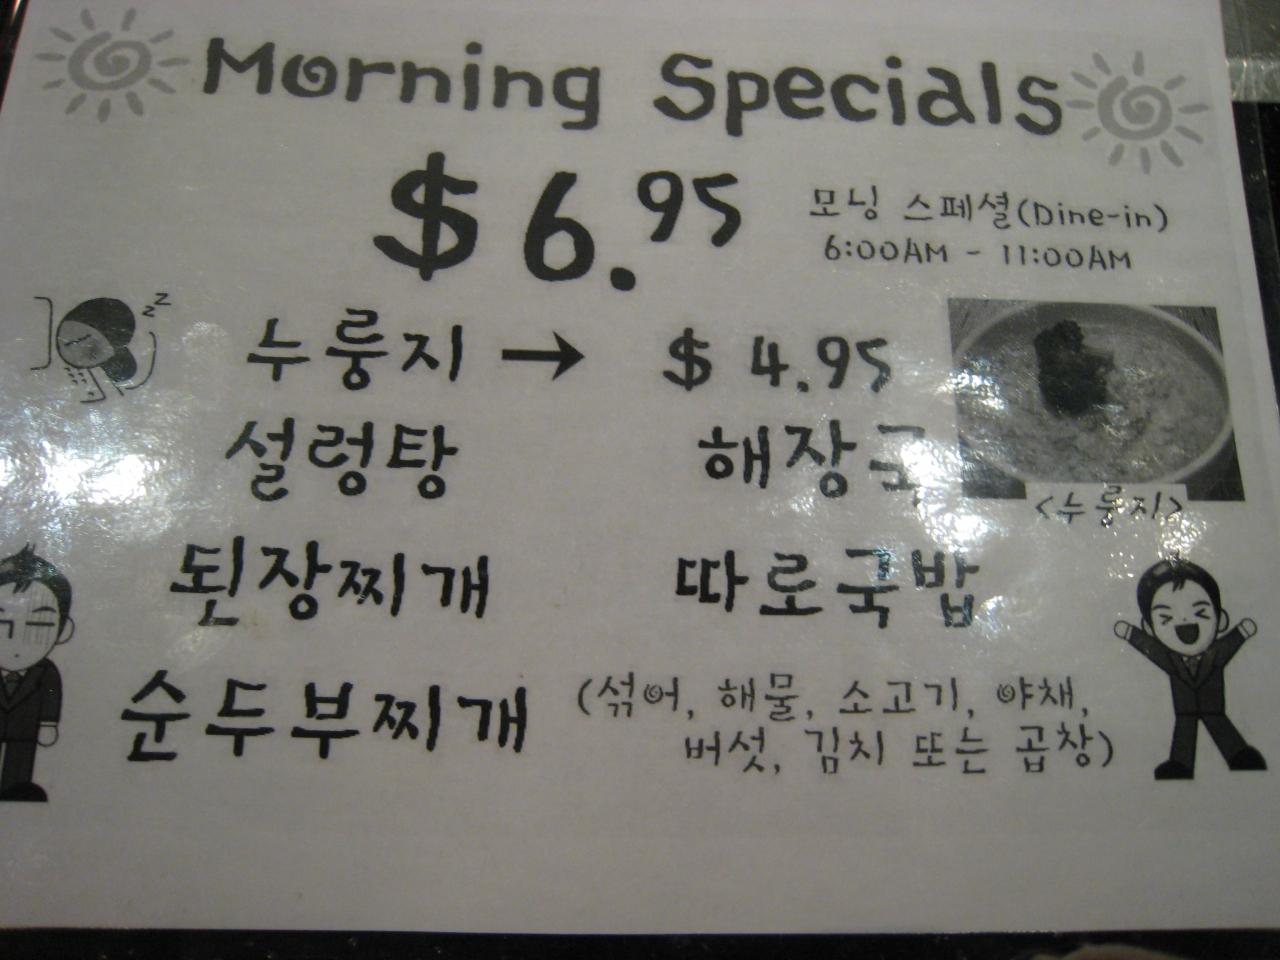 Morning Specials
$6.95
모닝 스페셜(Dine-in)
6:00AM - 11:00AM
zzZ
누룽지 → $4.95
설렁탕 해장국
<누룽지>
된장찌개 따로국밥
순두부찌개 (섞어, 해물, 소고기, 야채,
버섯, 김치 또는 곱창)